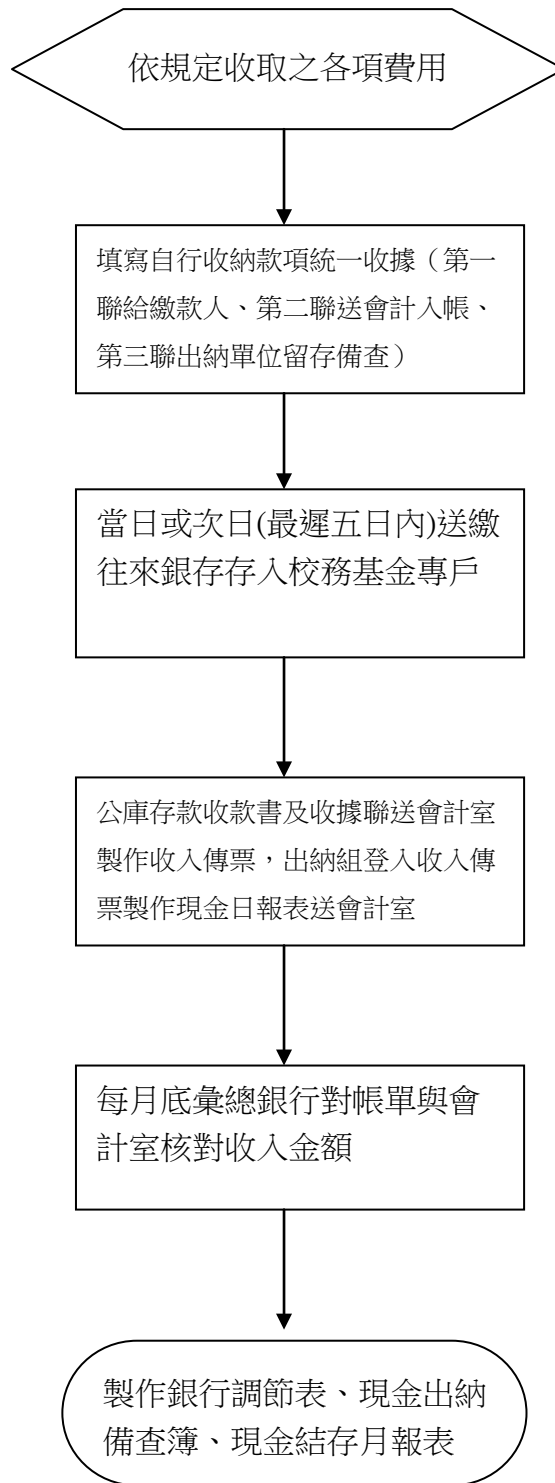 依規定收取之各項費用
填寫自行收納款項統一收據（第一
聯給繳款人、第二聯送會計入帳、
第三聯出納單位留存備查）
當日或次日(最遲五日內)送繳
往來銀存存入校務基金專戶
公庫存款收款書及收據聯送會計室
製作收入傳票，出納組登入收入傳
票製作現金日報表送會計室
每月底彙總銀行對帳單與會
計室核對收入金額
製作銀行調節表、現金出納
備查簿、現金結存月報表